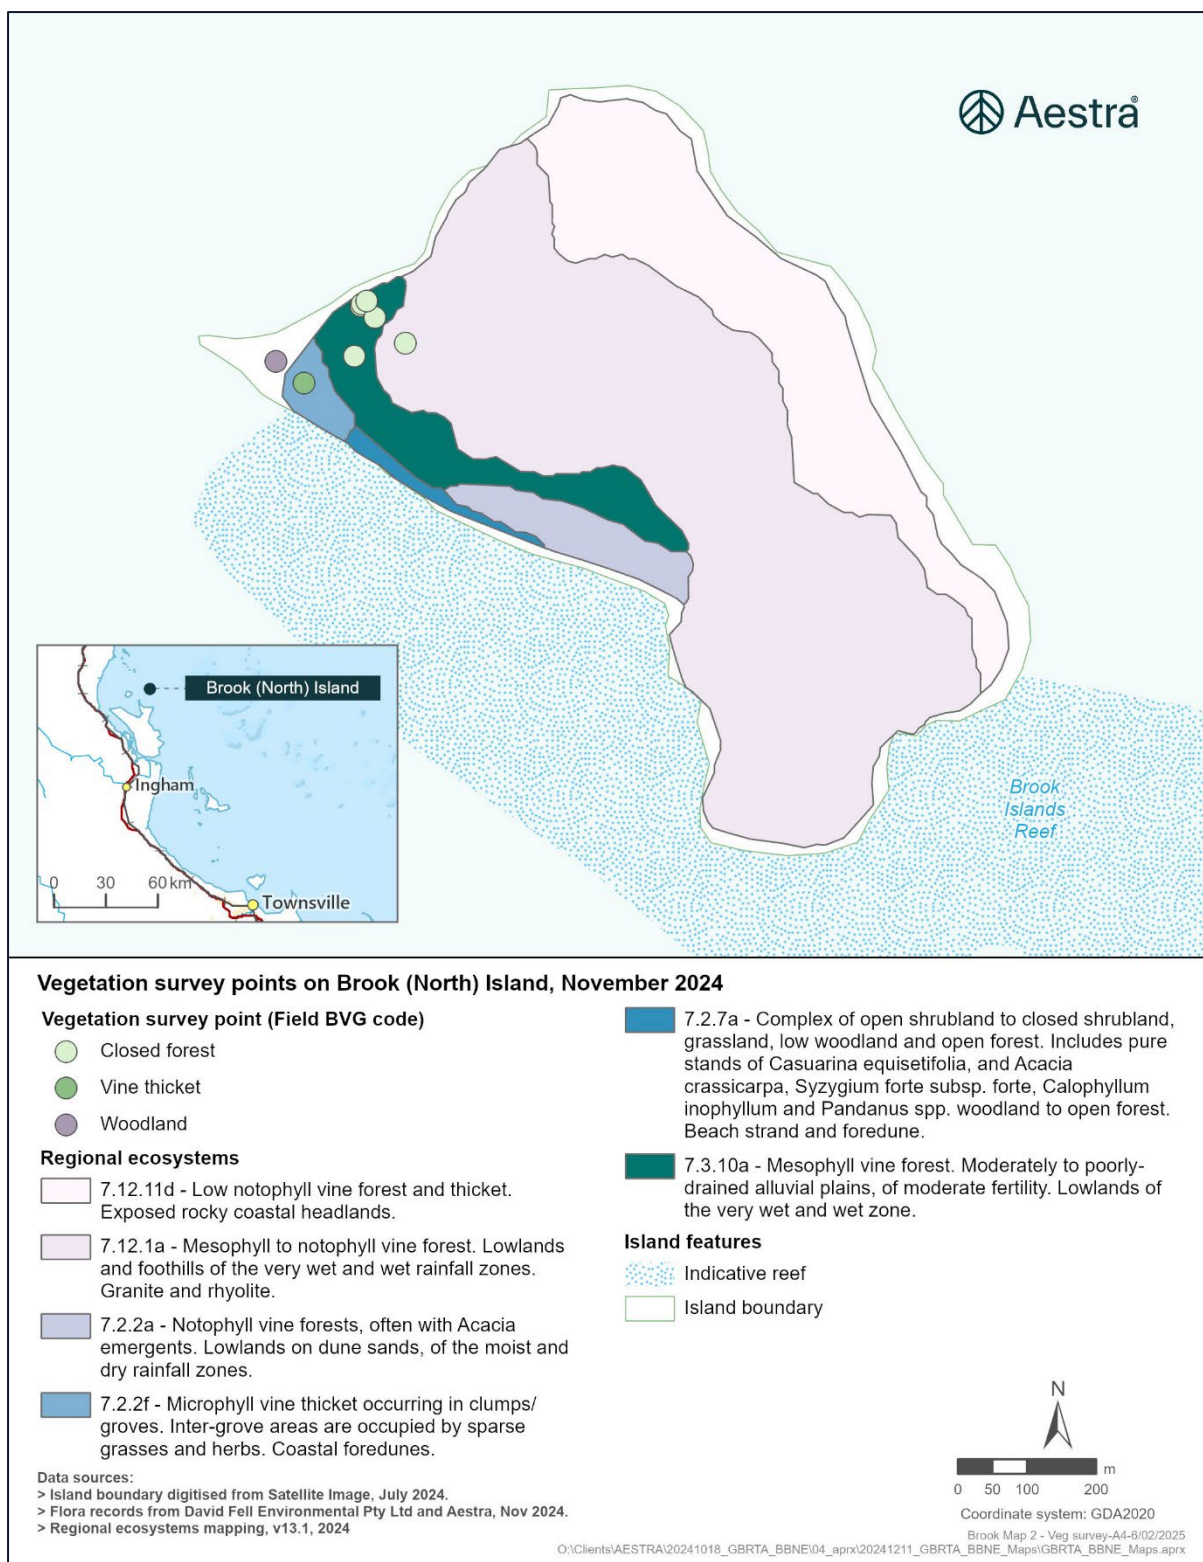 Aestra®
Brook (North) Island
Ingham
0 30 60 km
Townsville
Brook
Islands
Reef
Vegetation survey points on Brook (North) Island, November 2024
Vegetation survey point (Field BVG code)
Closed forest
Vine thicket
Woodland
Regional ecosystems
7.12.11d - Low notophyll vine forest and thicket.
Exposed rocky coastal headlands.
7.12.1a - Mesophyll to notophyll vine forest. Lowlands
and foothills of the very wet and wet rainfall zones.
Granite and rhyolite.
7.2.2a - Notophyll vine forests, often with Acacia
emergents. Lowlands on dune sands, of the moist and
dry rainfall zones.
7.2.2f - Microphyll vine thicket occurring in clumps/
groves. Inter-grove areas are occupied by sparse
grasses and herbs. Coastal foredunes.
7.2.7a - Complex of open shrubland to closed shrubland,
grassland, low woodland and open forest. Includes pure
stands of Casuarina equisetifolia, and Acacia
crassicarpa, Syzygium forte subsp. forte, Calophyllum
inophyllum and Pandanus spp. woodland to open forest.
Beach strand and foredune.
7.3.10a - Mesophyll vine forest. Moderately to poorly-
drained alluvial plains, of moderate fertility. Lowlands of
the very wet and wet zone.
Island features
Indicative reef
Island boundary
N
m
0 50 100 200
Coordinate system: GDA2020
Data sources:
> Island boundary digitised from Satellite Image, July 2024.
> Flora records from David Fell Environmental Pty Ltd and Aestra, Nov 2024.
> Regional ecosystems mapping, v13.1, 2024
Brook Map 2 - Veg survey-A4-6/02/2025
O:\Clients\AESTRA\20241018_GBRTA_BBNE\04_aprx\20241211_GBRTA_BBNE_Maps\GBRTA_BBNE_Maps.aprx